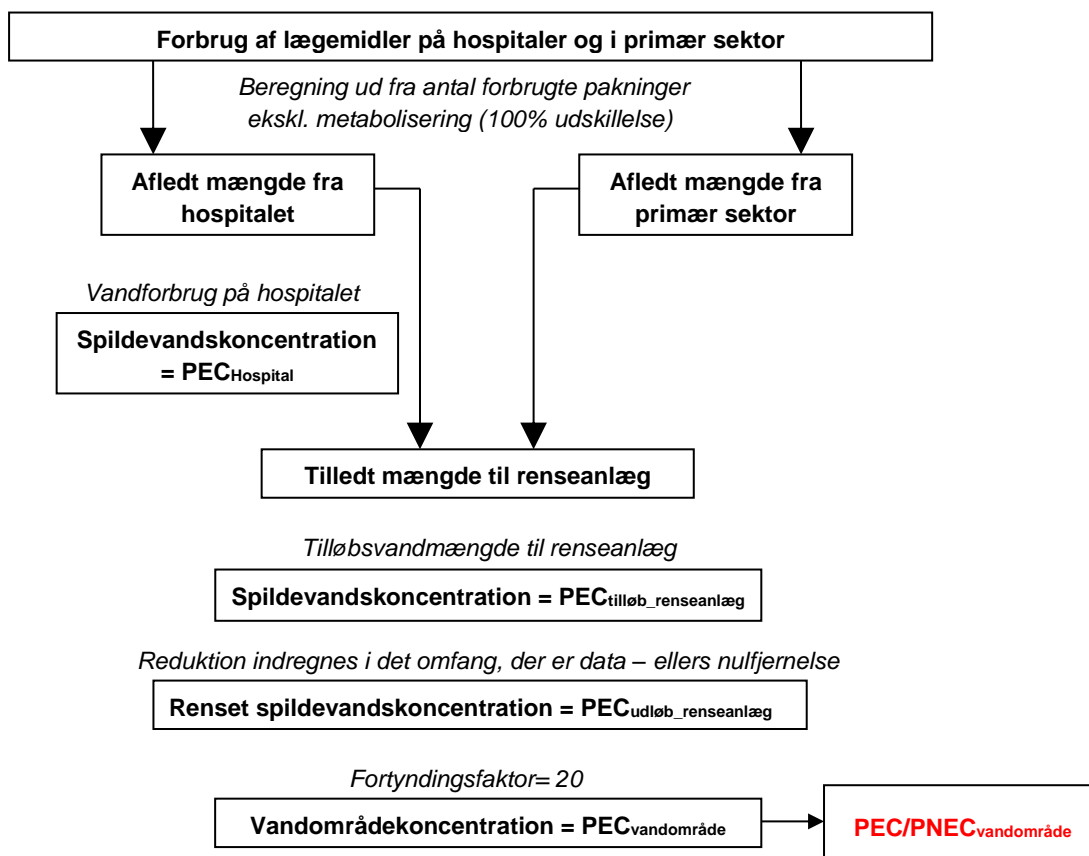 Forbrug af lægemidler på hospitaler og i primær sektor
Beregning ud fra antal forbrugte pakninger
ekskl. metabolisering (100% udskillelse)
Afledt mængde fra
hospitalet
Afledt mængde fra
primær sektor
Vandforbrug på hospitalet
Spildevandskoncentration
= PECHospital
Tilledt mængde til renseanlæg
Tilløbsvandmængde til renseanlæg
Spildevandskoncentration = PECtilløb_renseanlæg
Reduktion indregnes i det omfang, der er data – ellers nulfjernelse
Renset spildevandskoncentration = PECudløb_renseanlæg
Fortyndingsfaktor= 20
Vandområdekoncentration = PECvandområde
PEC/PNECvandområde